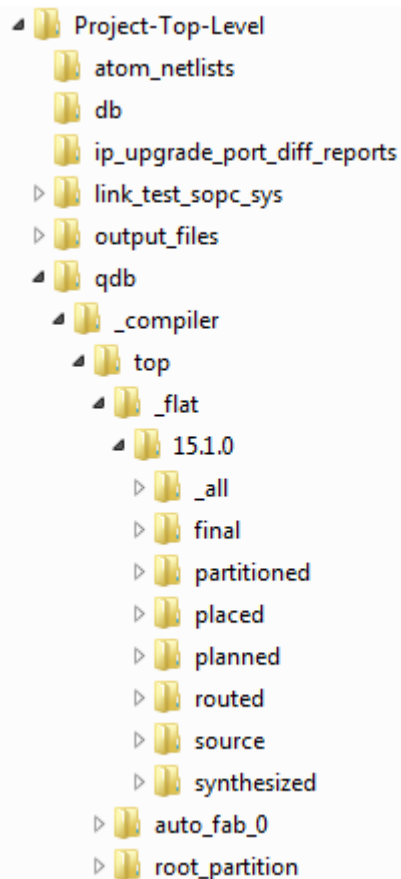 Project-Top-Level
atom_netlists
db
ip_upgrade_port_diff_reports
link_test_sopc_sys
output_files
qdb
_compiler
top
_flat
15.1.0
_all
final
partitioned
placed
planned
routed
source
synthesized
auto_fab_0
root_partition